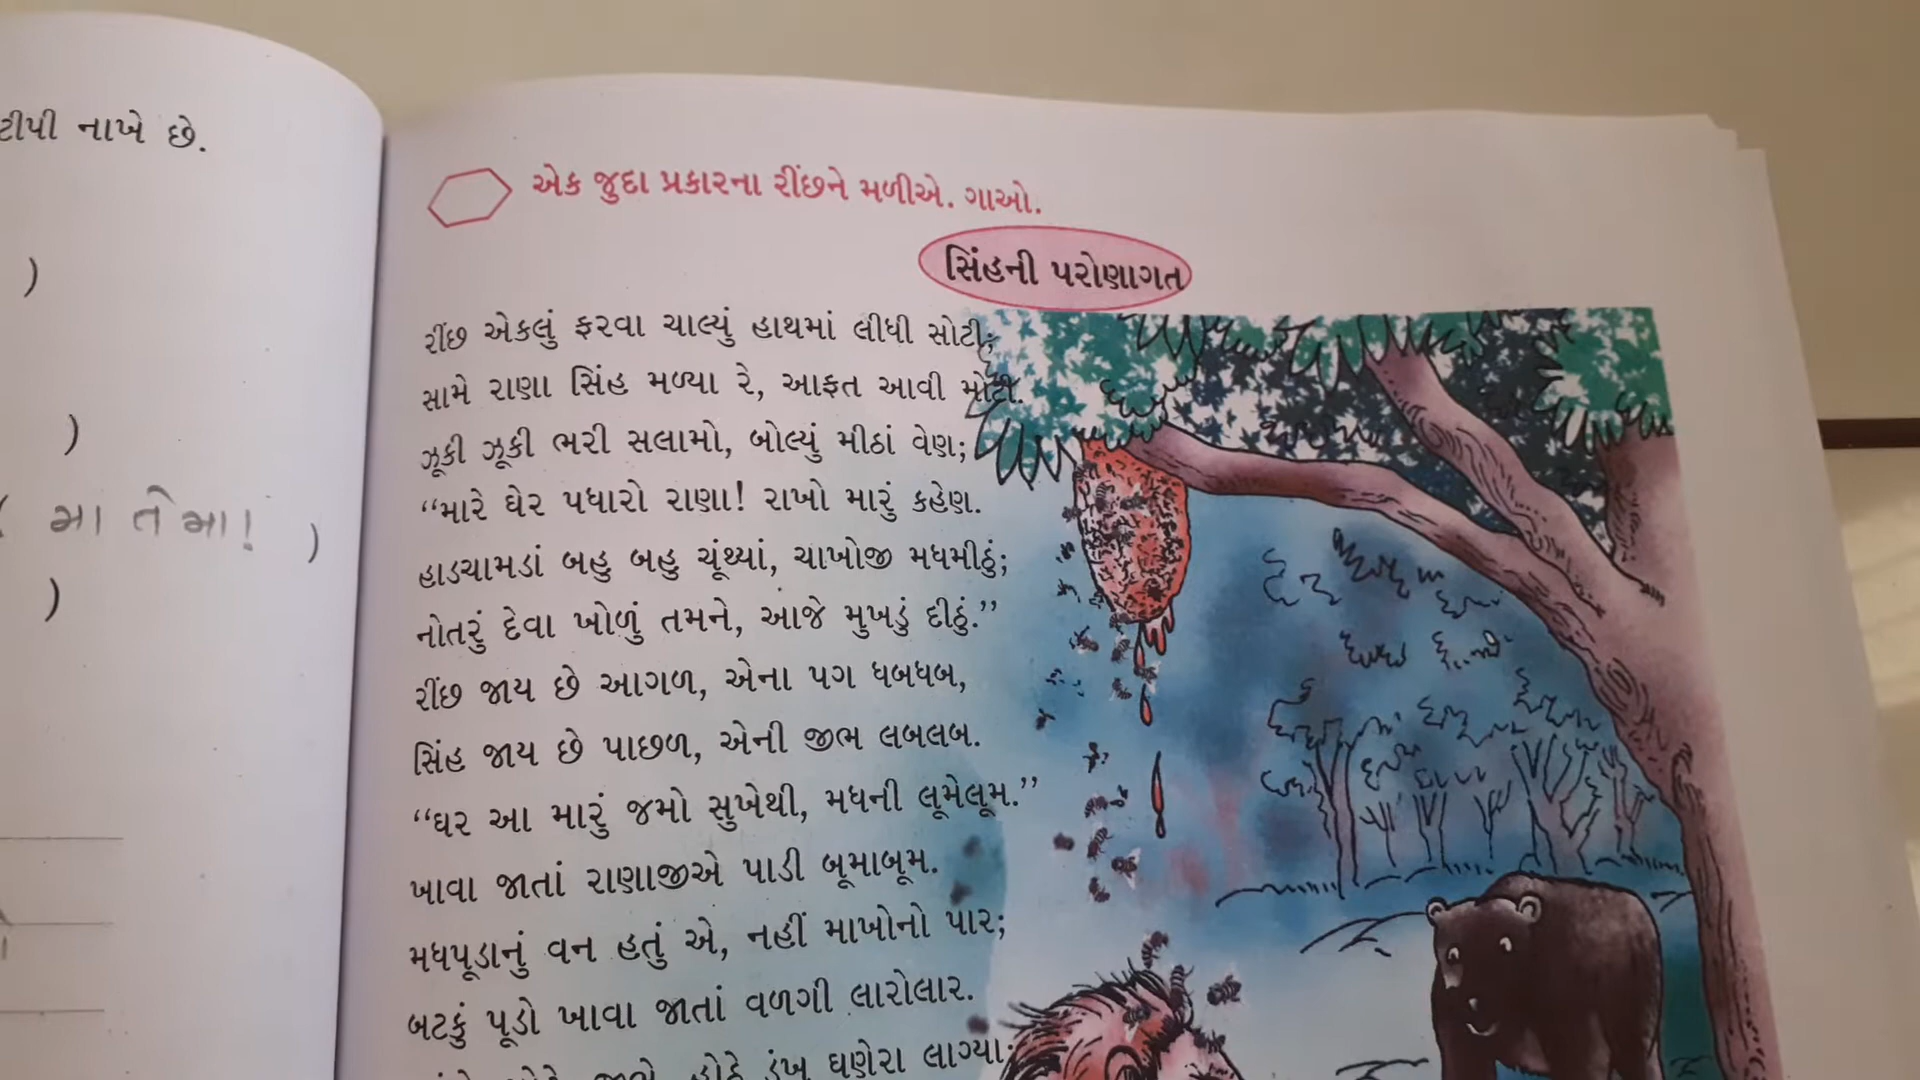 ટીપી નાખે છે.
)
)
મા તે મા! )
)
એક જુદા પ્રકારના રીંછને મળીએ. ગાઓ.
સિંહની પરોણાગત
રીંછ એકલું ફરવા ચાલ્યું હાથમાં લીધી સોટી;
સામે રાણા સિંહ મળ્યા રે, આફત આવી મોટી.
ઝૂકી ઝૂકી ભરી સલામો, બોલ્યું મીઠાં વેણ;
“મારે ઘેર પધારો રાણા! રાખો મારું કહેણ.
હાડચામડાં બહુ બહુ ચૂંથ્યાં, ચાખોજી મધમીઠું;
નોતરું દેવા ખોળું તમને, આજે મુખડું દીઠું.”
રીંછ જાય છે આગળ, એના પગ ધબધબ,
સિંહ જાય છે પાછળ, એની જીભ લબલબ.
“ઘર આ મારું જમો સુખેથી, મધની લૂમેલૂમ.”
ખાવા જાતાં રાણાજીએ પાડી બૂમાબૂમ.
મધપૂડાનું વન હતું એ, નહીં માખોનો પાર;
બટકું પૂડો ખાવા જાતાં વળગી લારોલાર.
હોઠે ડંખ ઘણેરા લાગ્યા;